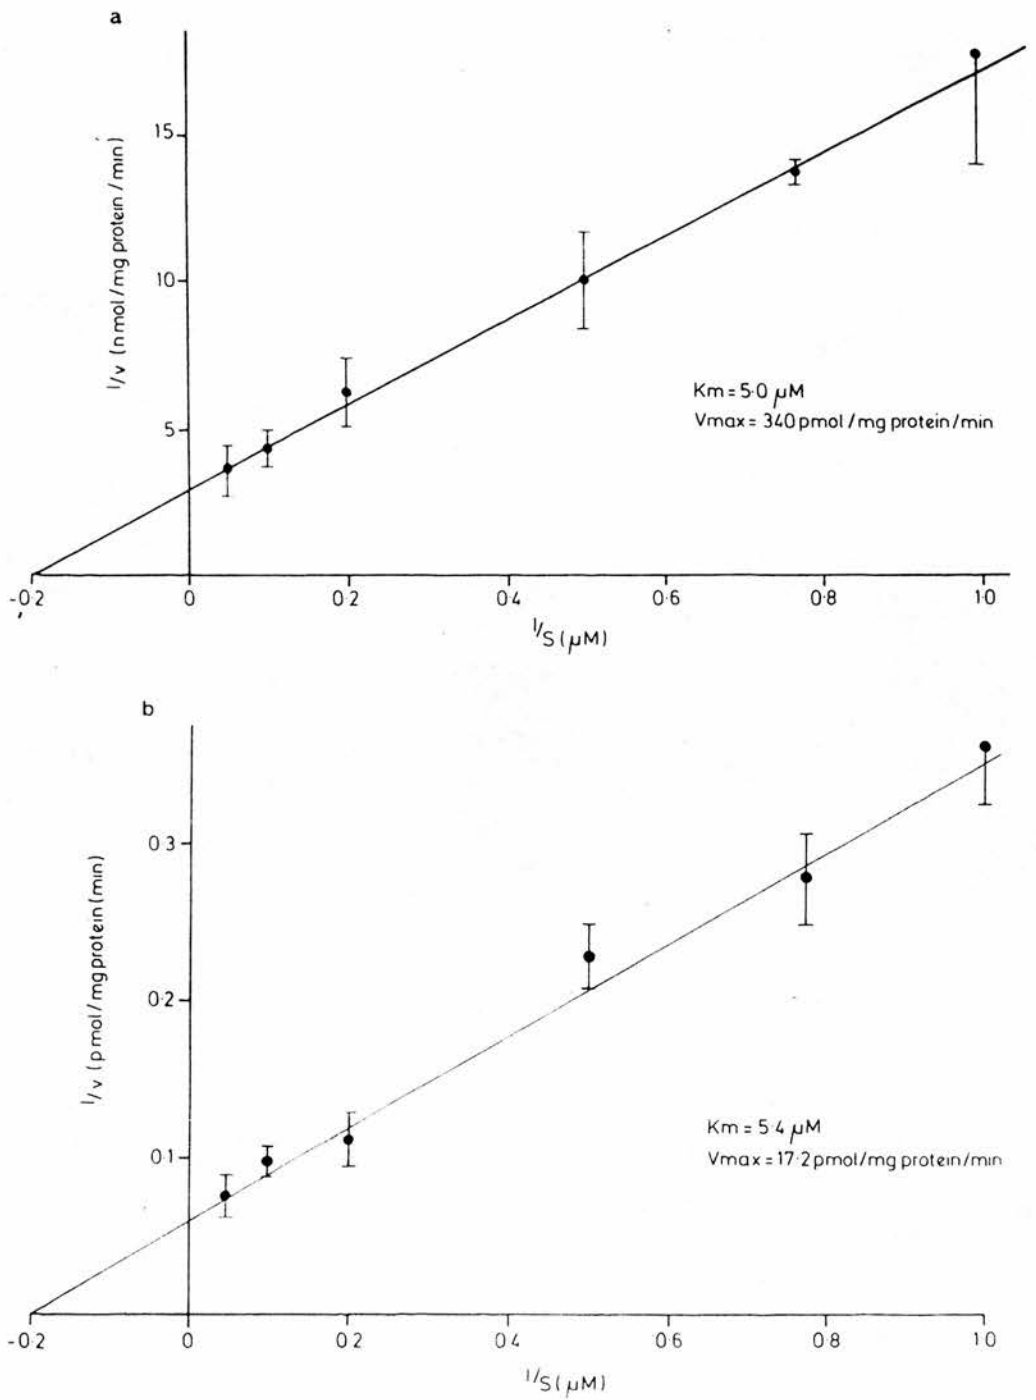 a
1/v (nmol/mg protein/min)
15
10
5
Km = 5·0 μM
Vmax = 340 pmol/mg protein/min
-0·2
0
0·2
0·4
0·6
0·8
1·0
1/S (μM)
b
1/v (pmol/mg protein(min)
0·3
0·2
0·1
Km = 5·4 μM
Vmax = 17·2 pmol/mg protein/min
-0·2
0
0·2
0·4
0·6
0·8
1·0
1/S (μM)